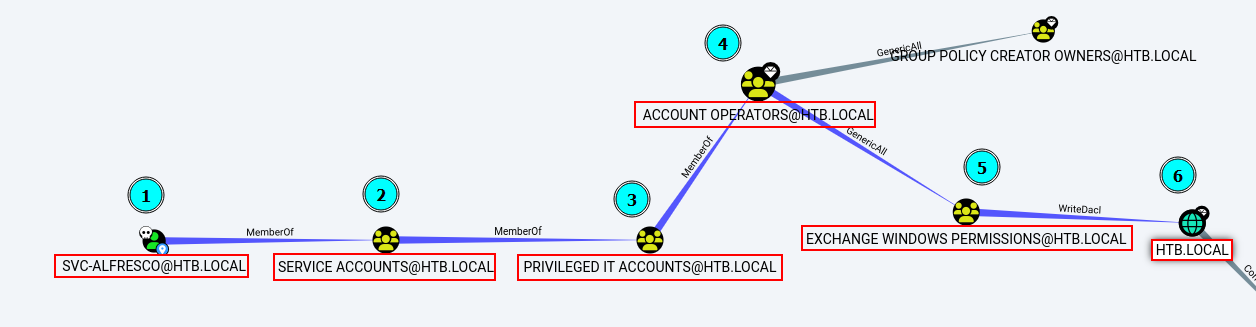 4
GenericAll
GROUP POLICY CREATOR OWNERS@HTB.LOCAL
ACCOUNT OPERATORS@HTB.LOCAL
MemberOf
GenericAll
1
2
3
5
6
MemberOf
MemberOf
WriteDacl
SVC-ALFRESCO@HTB.LOCAL
SERVICE ACCOUNTS@HTB.LOCAL
PRIVILEGED IT ACCOUNTS@HTB.LOCAL
EXCHANGE WINDOWS PERMISSIONS@HTB.LOCAL
HTB.LOCAL